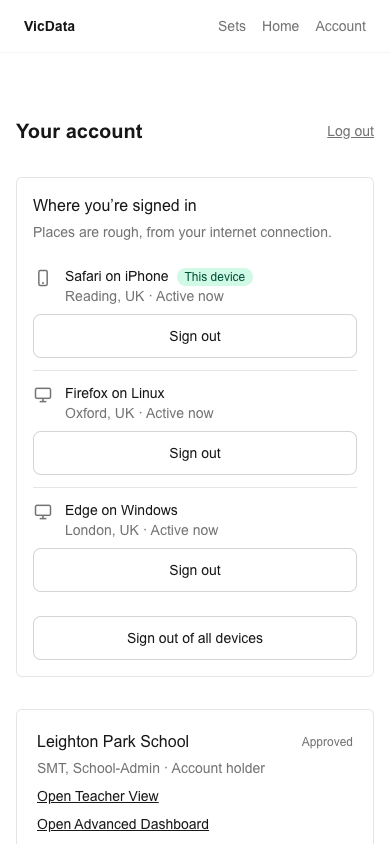 VicData Sets Home Account
Your account Log out
Where you’re signed in
Places are rough, from your internet connection.
Safari on iPhone This device
Reading, UK · Active now
Sign out
Firefox on Linux
Oxford, UK · Active now
Sign out
Edge on Windows
London, UK · Active now
Sign out
Sign out of all devices
Leighton Park School Approved
SMT, School-Admin · Account holder
Open Teacher View
Open Advanced Dashboard